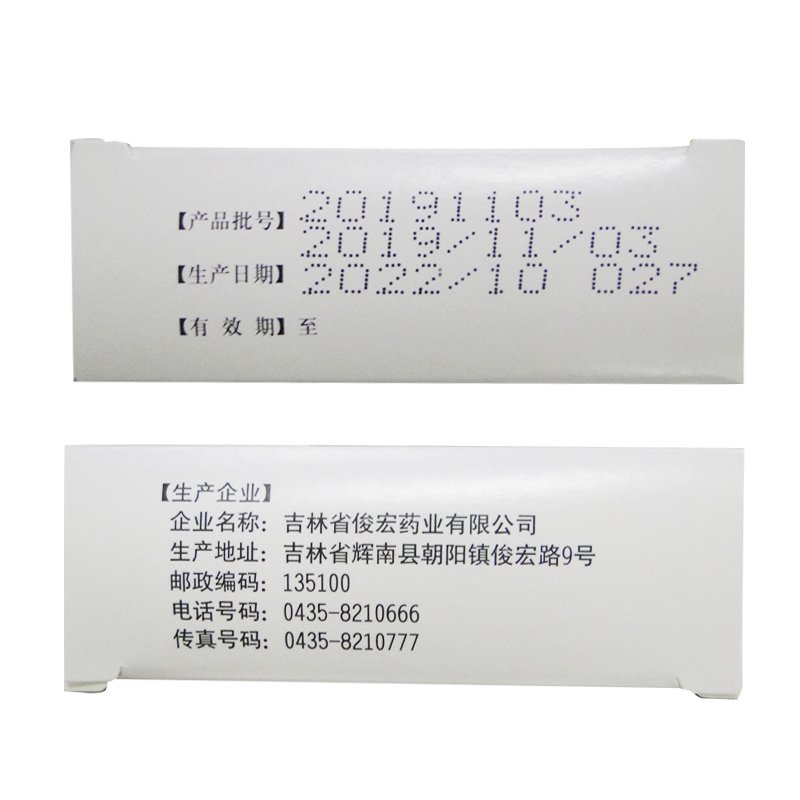 【产品批号】20191103
2019/11/03
【生产日期】2022/10 027
【有 效 期】至
【生产企业】
企业名称：吉林省俊宏药业有限公司
生产地址：吉林省辉南县朝阳镇俊宏路9号
邮政编码：135100
电话号码：0435-8210666
传真号码：0435-8210777